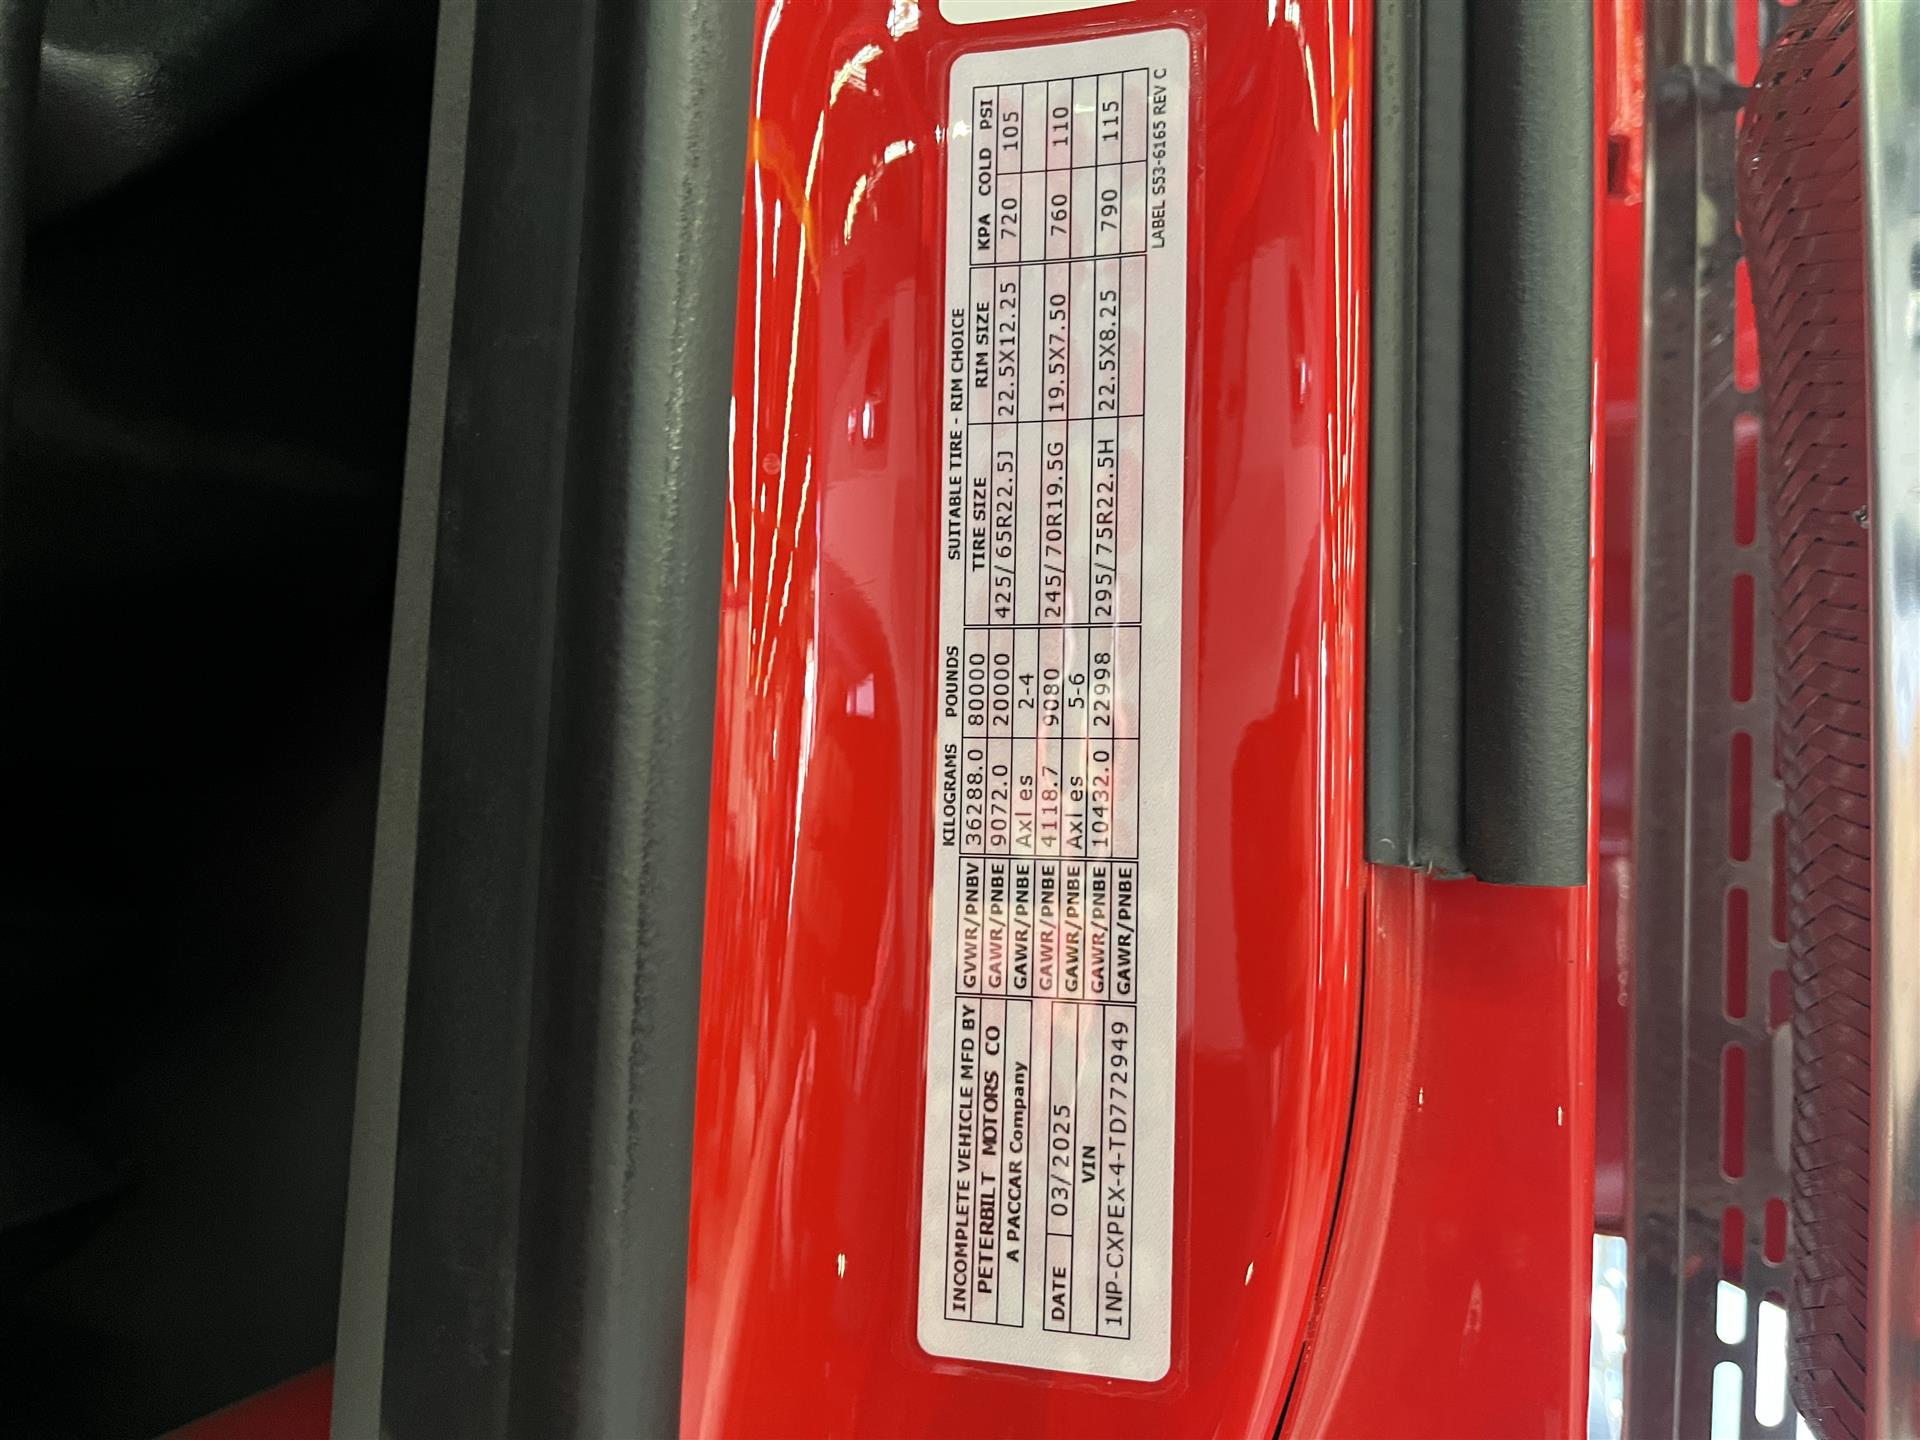 KILOGRAMS POUNDS SUITABLE TIRE - RIM CHOICE
INCOMPLETE VEHICLE MFD BY GVWR/PNBV 36288.0 80000 TIRE SIZE RIM SIZE KPA COLD PSI
PETERBILT MOTORS CO GAWR/PNBE 9072.0 20000 425/65R22.5J 22.5X12.25 720 105
A PACCAR Company GAWR/PNBE Axles 2-4
GAWR/PNBE 4118.7 9080 245/70R19.5G 19.5X7.50 760 110
DATE 03/2025 GAWR/PNBE Axles 5-6
VIN GAWR/PNBE 10432.0 22998 295/75R22.5H 22.5X8.25 790 115
1NP-CXPEX-4-TD772949 GAWR/PNBE
LABEL S53-6165 REV C